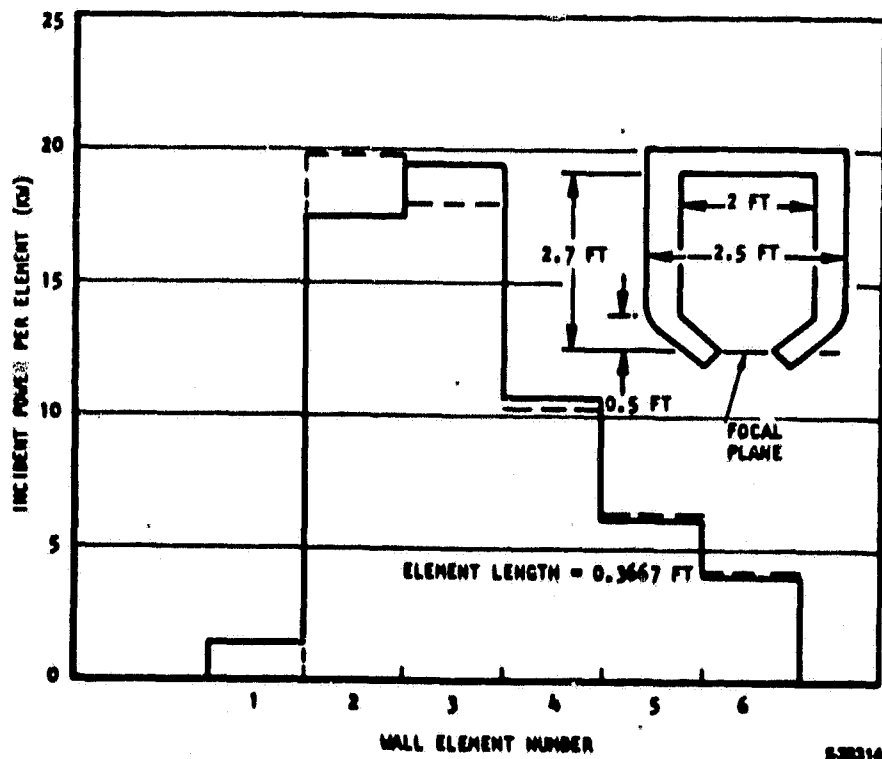 25
20
15
10
5
0
INCIDENT POWER PER ELEMENT (KW)
2 FT
2.7 FT
2.5 FT
0.5 FT
FOCAL
PLANE
ELEMENT LENGTH = 0.3667 FT
1 2 3 4 5 6
WALL ELEMENT NUMBER